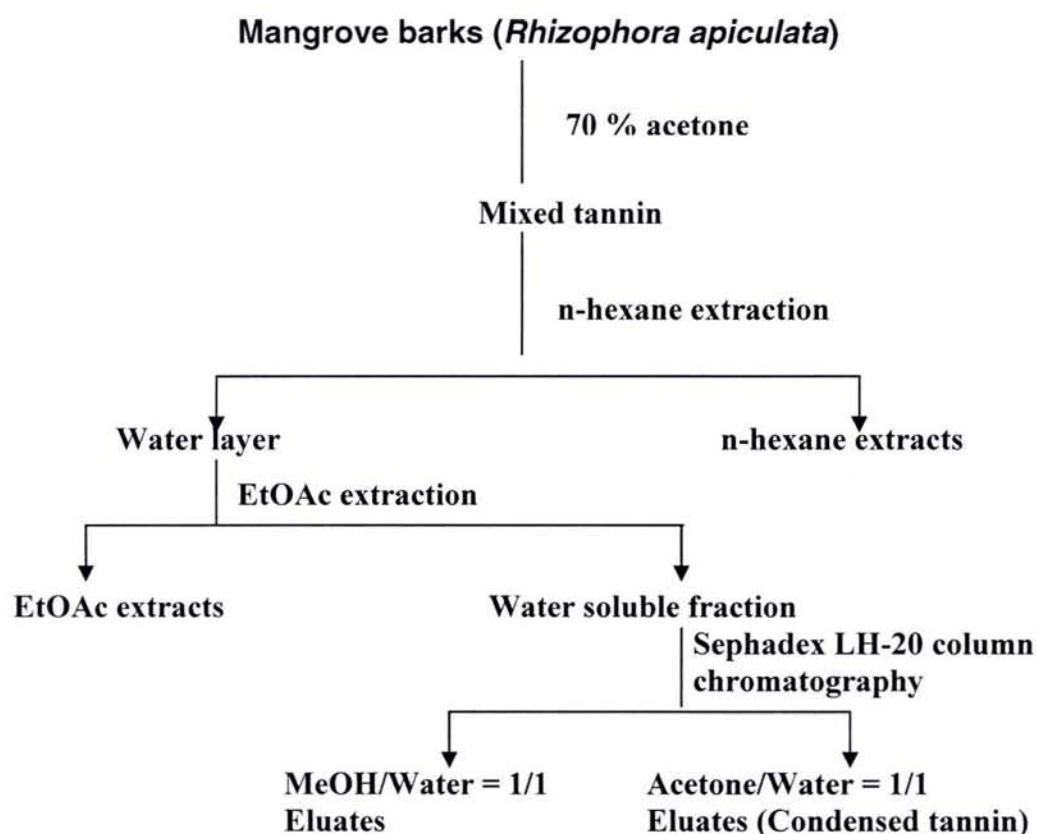 Mangrove barks (Rhizophora apiculata)
70 % acetone
Mixed tannin
n-hexane extraction
Water layer
n-hexane extracts
EtOAc extraction
EtOAc extracts
Water soluble fraction
Sephadex LH-20 column
chromatography
MeOH/Water = 1/1
Eluates
Acetone/Water = 1/1
Eluates (Condensed tannin)